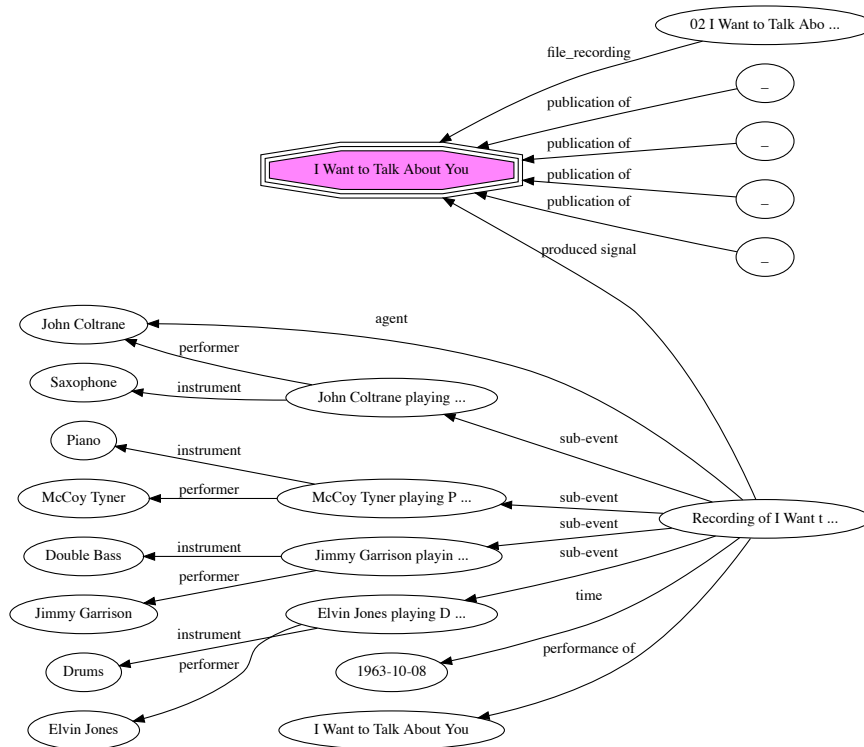 02 I Want to Talk Abo ...
file_recording
_
publication of
_
publication of
I Want to Talk About You
publication of
_
publication of
_
produced signal
John Coltrane
agent
performer
Saxophone
instrument
John Coltrane playing ...
Piano
sub-event
instrument
McCoy Tyner
performer
McCoy Tyner playing P ...
sub-event
Recording of I Want t ...
sub-event
Double Bass
instrument
Jimmy Garrison playin ...
sub-event
performer
Jimmy Garrison
Elvin Jones playing D ...
time
instrument
performance of
Drums
performer
1963-10-08
Elvin Jones
I Want to Talk About You